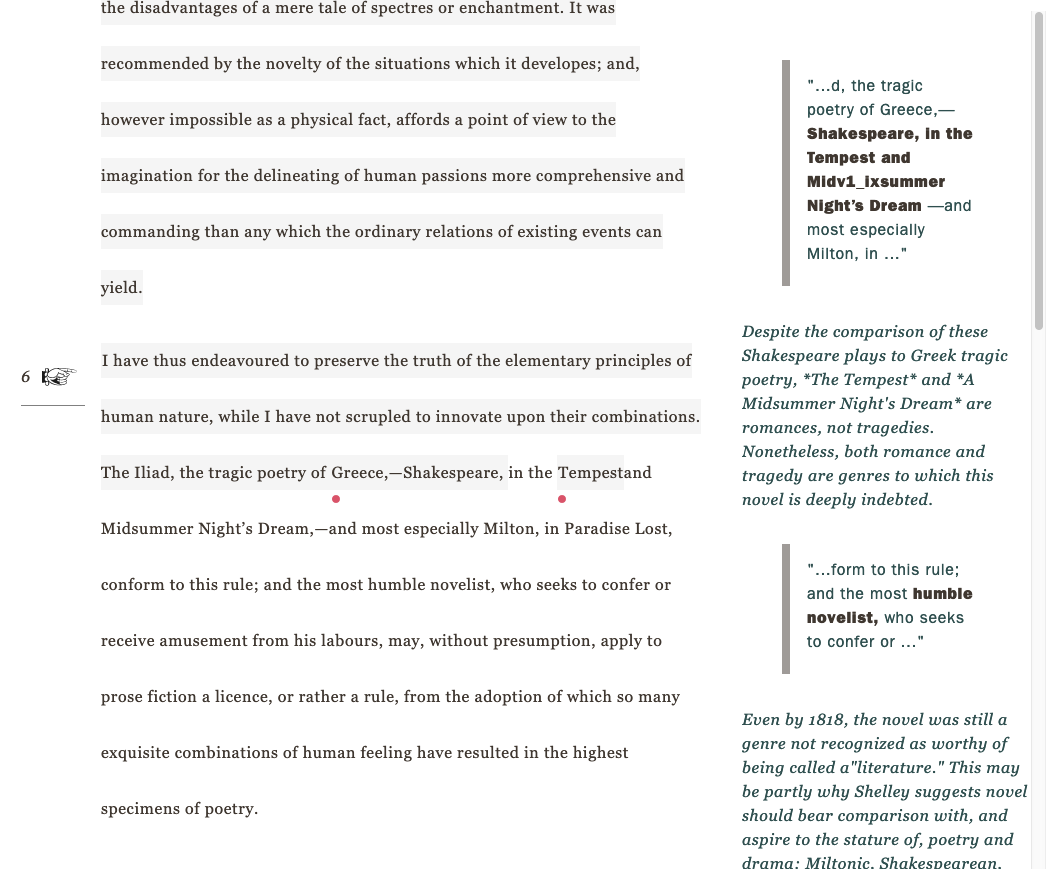 the disadvantages of a mere tale of spectres or enchantment. It was
recommended by the novelty of the situations which it developes; and,
however impossible as a physical fact, affords a point of view to the
imagination for the delineating of human passions more comprehensive and
commanding than any which the ordinary relations of existing events can
yield.
6
I have thus endeavoured to preserve the truth of the elementary principles of
human nature, while I have not scrupled to innovate upon their combinations.
The Iliad, the tragic poetry of Greece,—Shakespeare, in the Tempestand
Midsummer Night’s Dream,—and most especially Milton, in Paradise Lost,
conform to this rule; and the most humble novelist, who seeks to confer or
receive amusement from his labours, may, without presumption, apply to
prose fiction a licence, or rather a rule, from the adoption of which so many
exquisite combinations of human feeling have resulted in the highest
specimens of poetry.
"...d, the tragic
poetry of Greece,—
Shakespeare, in the
Tempest and
Midv1_ixsummer
Night’s Dream —and
most especially
Milton, in ..."
Despite the comparison of these
Shakespeare plays to Greek tragic
poetry, *The Tempest* and *A
Midsummer Night's Dream* are
romances, not tragedies.
Nonetheless, both romance and
tragedy are genres to which this
novel is deeply indebted.
"...form to this rule;
and the most humble
novelist, who seeks
to confer or ..."
Even by 1818, the novel was still a
genre not recognized as worthy of
being called a"literature." This may
be partly why Shelley suggests novel
should bear comparison with, and
aspire to the stature of, poetry and
drama: Miltonic, Shakespearean,